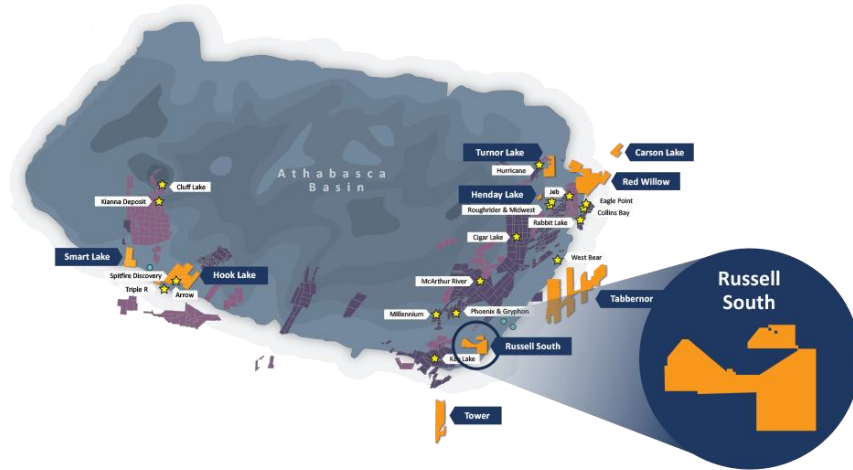 Athabasca
Basin
Turnor Lake
Carson Lake
Hurricane
Red Willow
Cluff Lake
Henday Lake
Jeb
Kianna Deposit
Eagle Point
Roughrider & Midwest
Collins Bay
Rabbit Lake
Cigar Lake
Smart Lake
West Bear
Spitfire Discovery
Hook Lake
McArthur River
Triple R
Arrow
Tabbernor
Millennium
Phoenix & Gryphon
Russell South
Key Lake
Tower
Russell
South